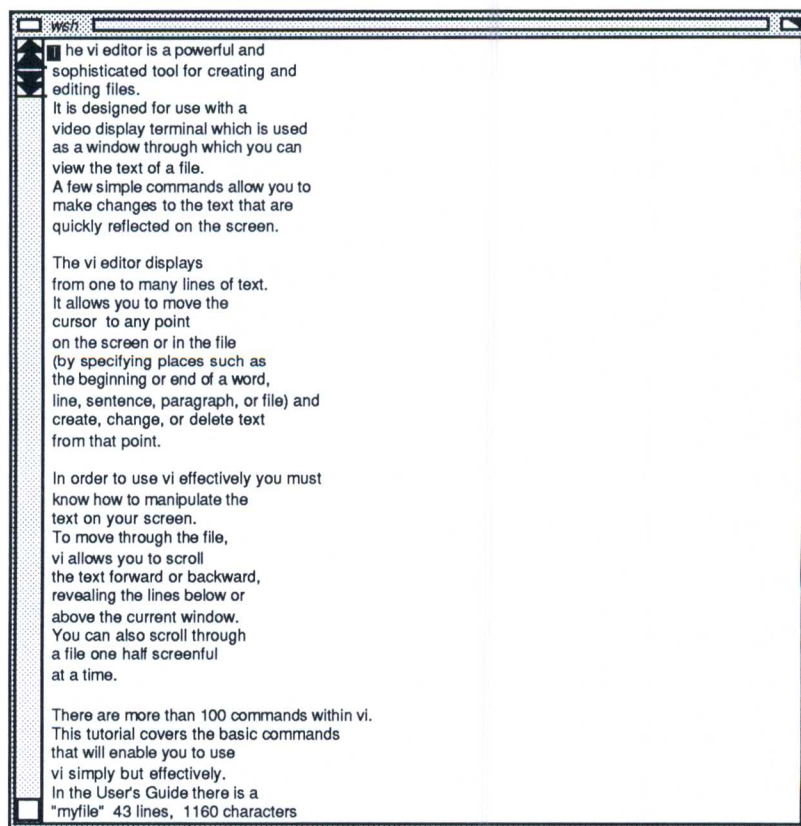 wsh
The vi editor is a powerful and
sophisticated tool for creating and
editing files.
It is designed for use with a
video display terminal which is used
as a window through which you can
view the text of a file.
A few simple commands allow you to
make changes to the text that are
quickly reflected on the screen.
The vi editor displays
from one to many lines of text.
It allows you to move the
cursor to any point
on the screen or in the file
(by specifying places such as
the beginning or end of a word,
line, sentence, paragraph, or file) and
create, change, or delete text
from that point.
In order to use vi effectively you must
know how to manipulate the
text on your screen.
To move through the file,
vi allows you to scroll
the text forward or backward,
revealing the lines below or
above the current window.
You can also scroll through
a file one half screenful
at a time.
There are more than 100 commands within vi.
This tutorial covers the basic commands
that will enable you to use
vi simply but effectively.
In the User's Guide there is a
"myfile" 43 lines, 1160 characters